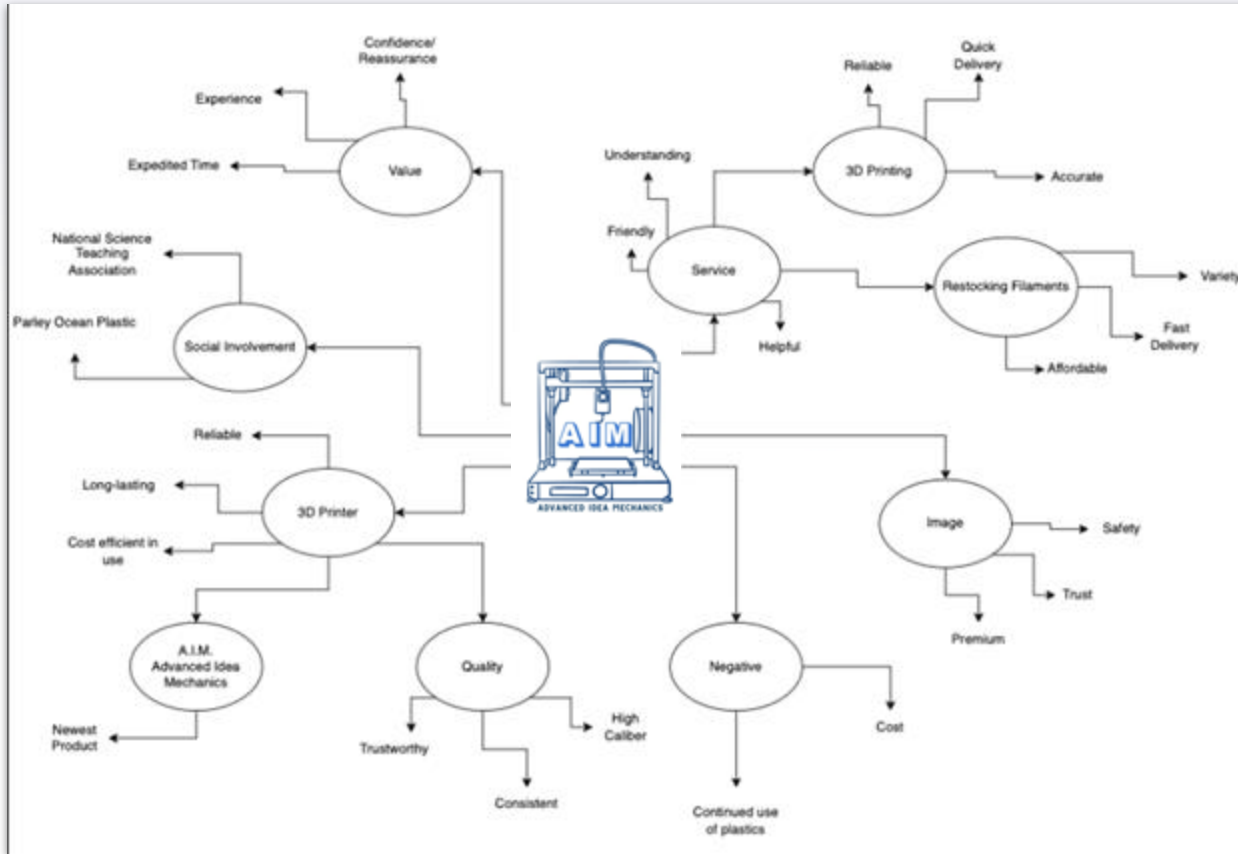 Confidence/
Reassurance
Experience
Expedited Time
Value
Quick
Delivery
Reliable
3D Printing
Accurate
Understanding
Friendly
Service
Helpful
Restocking Filaments
Variety
Fast
Delivery
Affordable
National Science
Teaching
Association
Parley Ocean Plastic
Social Involvement
AIM
ADVANCED IDEA MECHANICS
Reliable
Long-lasting
Cost efficient in
use
3D Printer
Image
Safety
Trust
Premium
A.I.M.
Advanced Idea
Mechanics
Newest
Product
Quality
Trustworthy
High
Caliber
Consistent
Negative
Cost
Continued use
of plastics